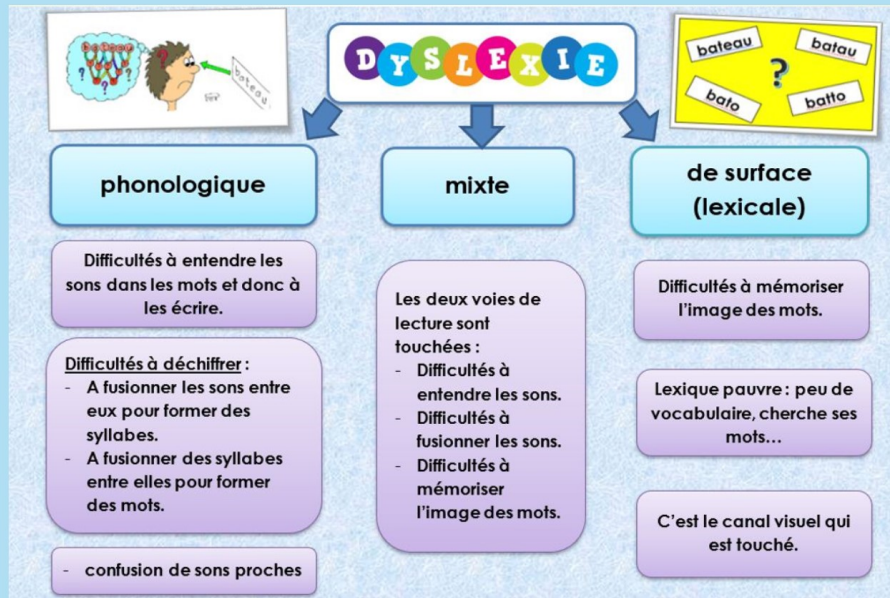 bateau
bateau
DYSLEXIE
bateau
batau
?
bato
batto
phonologique
mixte
de surface
(lexicale)
Difficultés à entendre les
sons dans les mots et donc à
les écrire.
Difficultés à déchiffrer :
- A fusionner les sons entre
eux pour former des
syllabes.
- A fusionner des syllabes
entre elles pour former
des mots.
- confusion de sons proches
Les deux voies de
lecture sont
touchées :
- Difficultés à
entendre les sons.
- Difficultés à
fusionner les sons.
- Difficultés à
mémoriser
l'image des mots.
Difficultés à mémoriser
l'image des mots.
Lexique pauvre : peu de
vocabulaire, cherche ses
mots…
C'est le canal visuel qui
est touché.